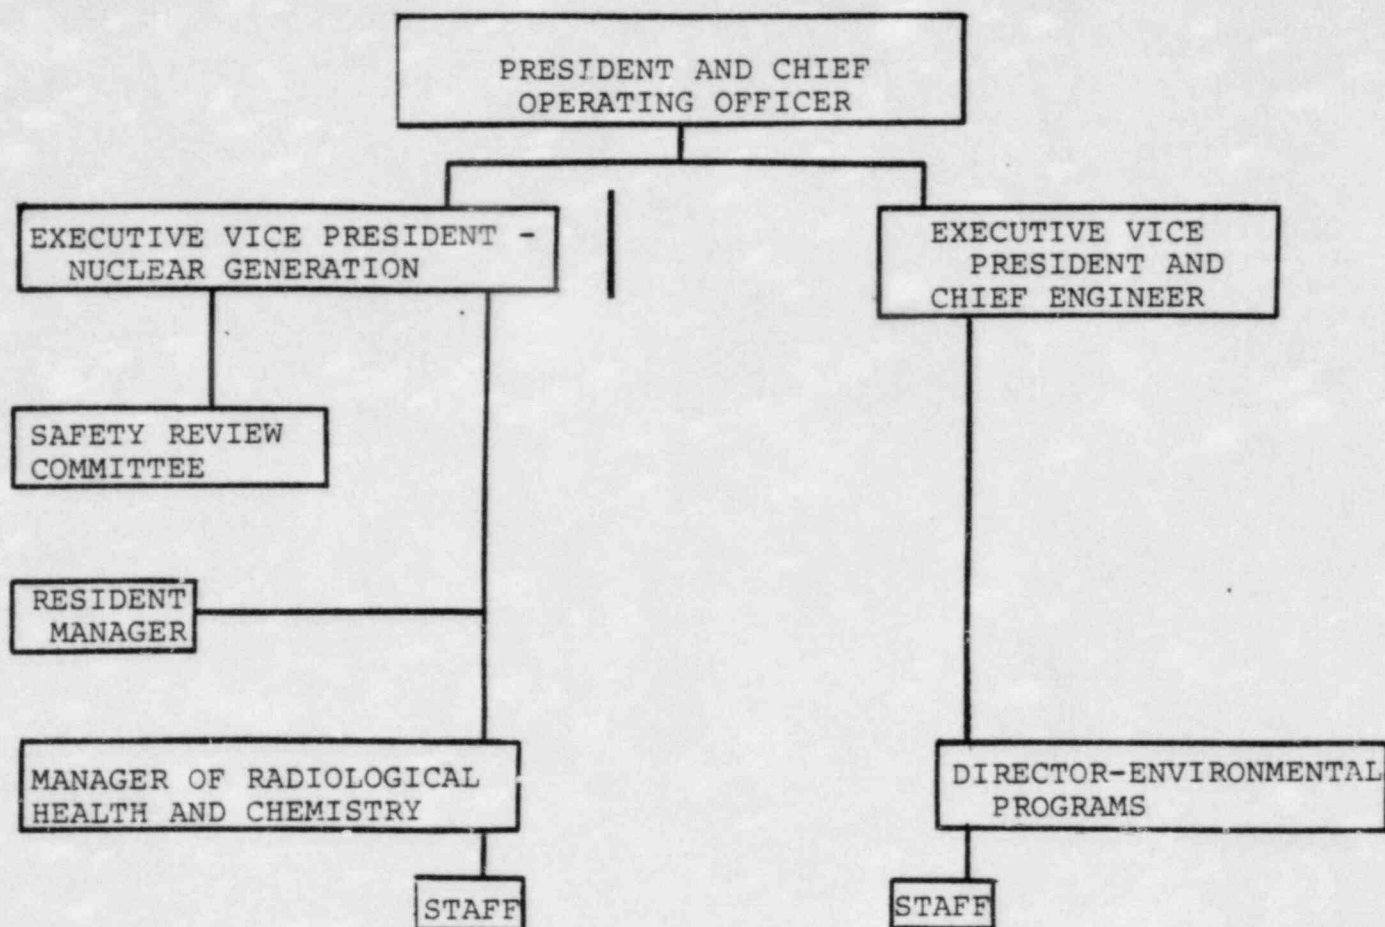 PRESIDENT AND CHIEF
OPERATING OFFICER
EXECUTIVE VICE PRESIDENT -
NUCLEAR GENERATION
EXECUTIVE VICE
PRESIDENT AND
CHIEF ENGINEER
SAFETY REVIEW
COMMITTEE
RESIDENT
MANAGER
MANAGER OF RADIOLOGICAL
HEALTH AND CHEMISTRY
DIRECTOR-ENVIRONMENTAL
PROGRAMS
STAFF
STAFF